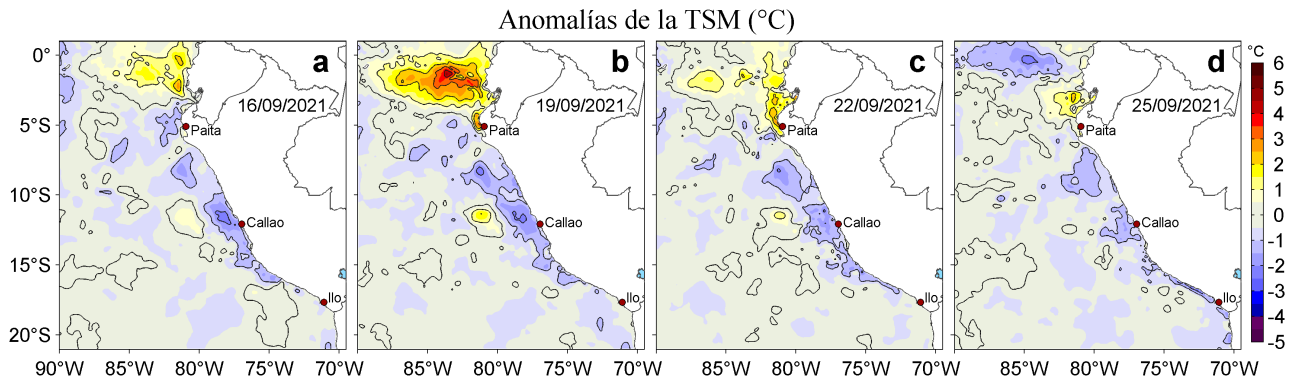 Anomalías de la TSM (°C)
a
b
c
d
16/09/2021
19/09/2021
22/09/2021
25/09/2021
Paita
Paita
Paita
Paita
Callao
Callao
Callao
Callao
Ilo
Ilo
Ilo
Ilo
0°
5°S
10°S
15°S
20°S
90°W 85°W 80°W 75°W 70°W
85°W 80°W 75°W 70°W
85°W 80°W 75°W 70°W
85°W 80°W 75°W 70°W
°C
6
5
4
3
2
1
0
-1
-2
-3
-4
-5